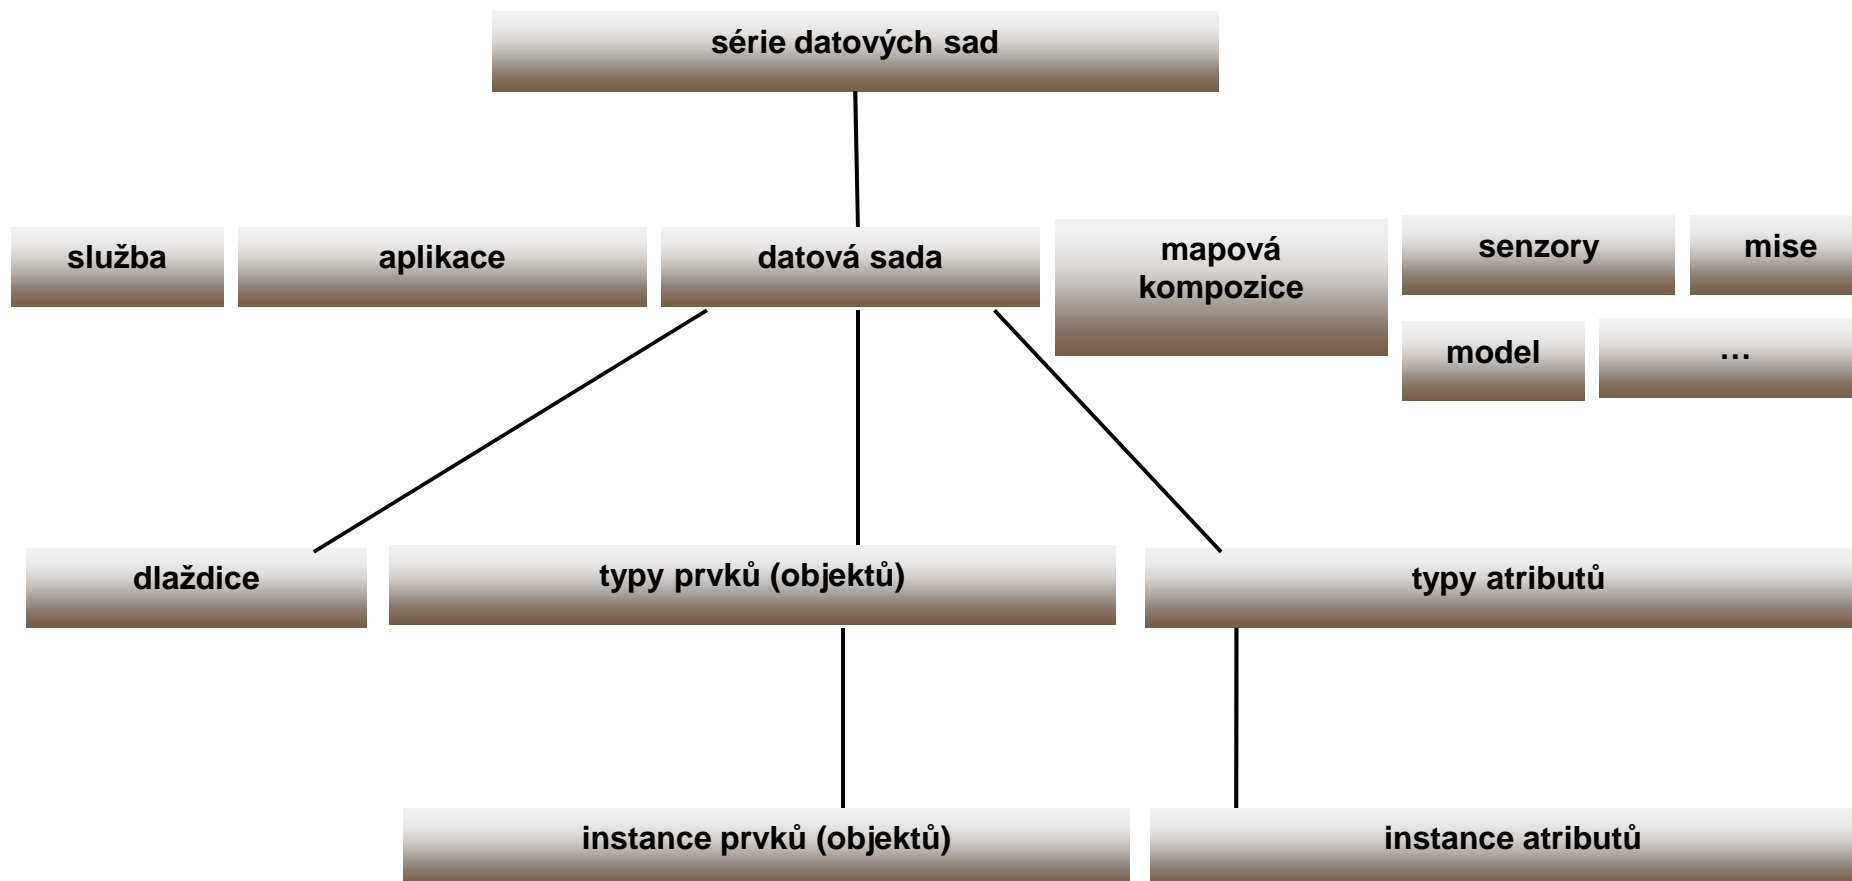 série datových sad
služba
aplikace
datová sada
mapová
kompozice
senzory
mise
model
...
dlaždice
typy prvků (objektů)
typy atributů
instance prvků (objektů)
instance atributů